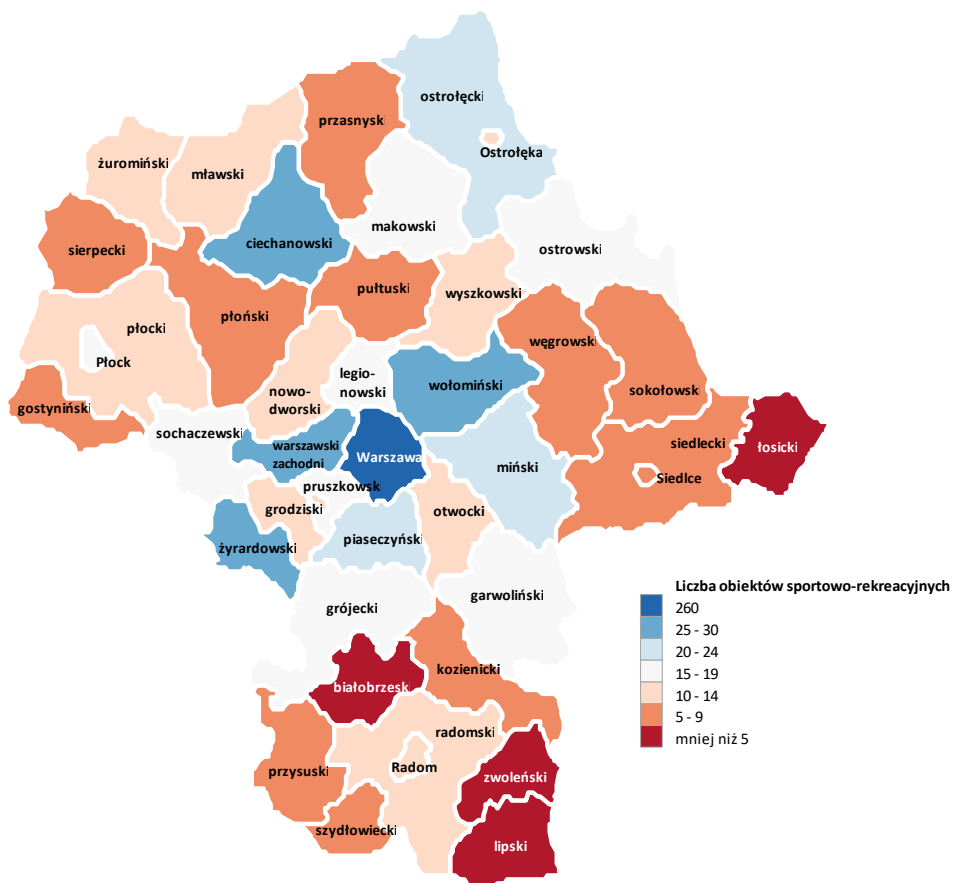 ostrołęcki
przasnyski
Ostrołęka
żuromiński
mławski
makowski
ciechanowski
sierpecki
ostrowski
pułtuski
wyszkowski
płoński
płocki
węgrowski
Płock
legio-
nowski
wołomiński
nowo-
dworski
sokołowsk
gostyniński
sochaczewski
siedlecki
łosicki
warszawski
zachodni
Warszawa
miński
Siedlce
pruszkowsk
grodziski
otwocki
żyrardowski
piaseczyński
garwoliński
grójecki
kozienicki
białobrzesk
radomski
Radom
przysuski
zwoleński
szydłowiecki
lipski
Liczba obiektów sportowo-rekreacyjnych
260
25 - 30
20 - 24
15 - 19
10 - 14
5 - 9
mniej niż 5